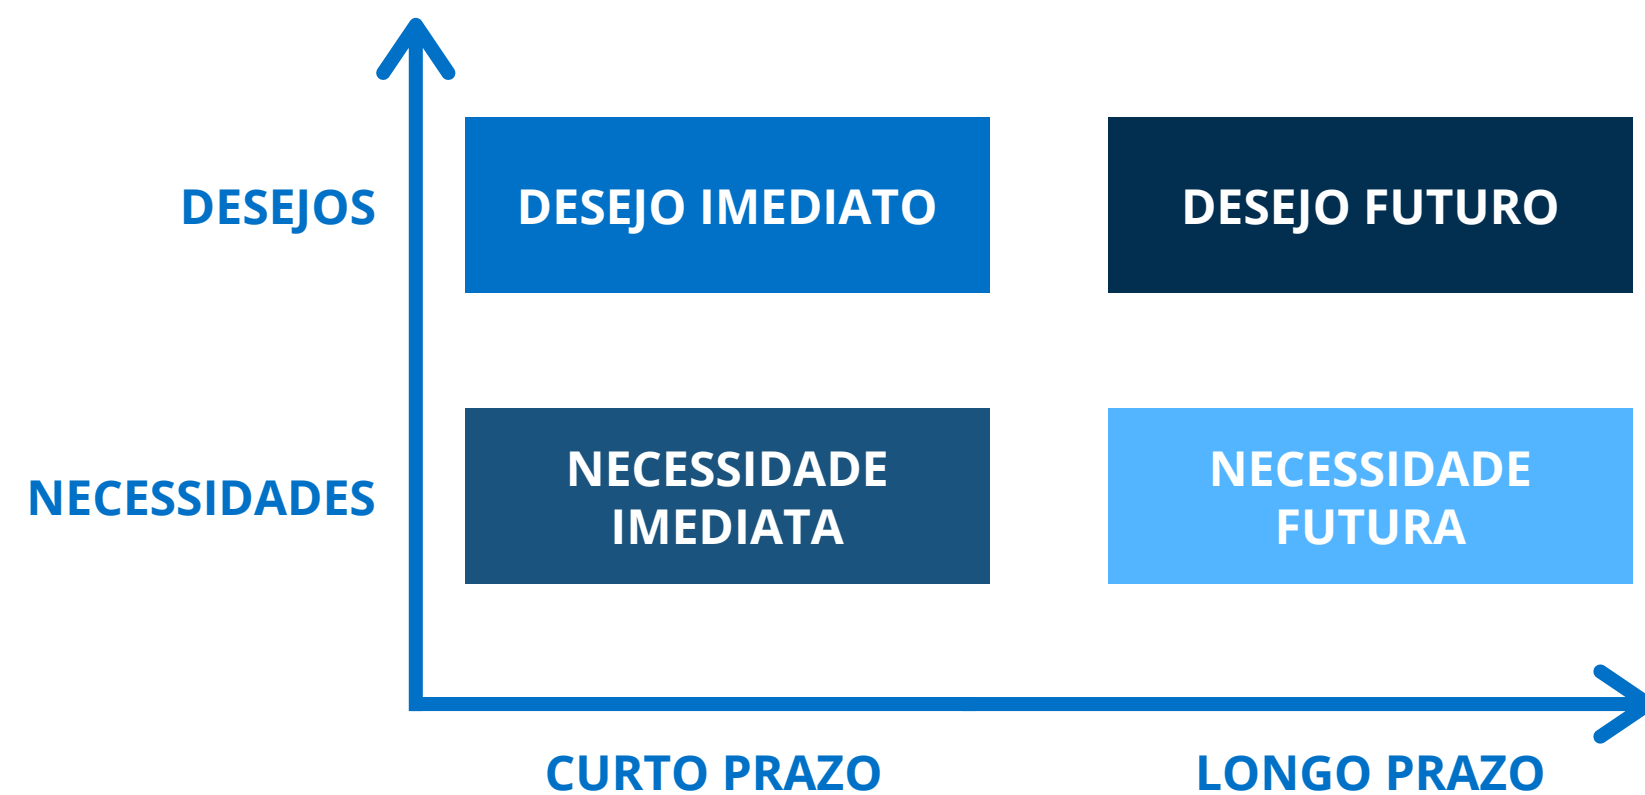 DESEJOS
DESEJO IMEDIATO
DESEJO FUTURO
NECESSIDADES
NECESSIDADE
IMEDIATA
NECESSIDADE
FUTURA
CURTO PRAZO
LONGO PRAZO